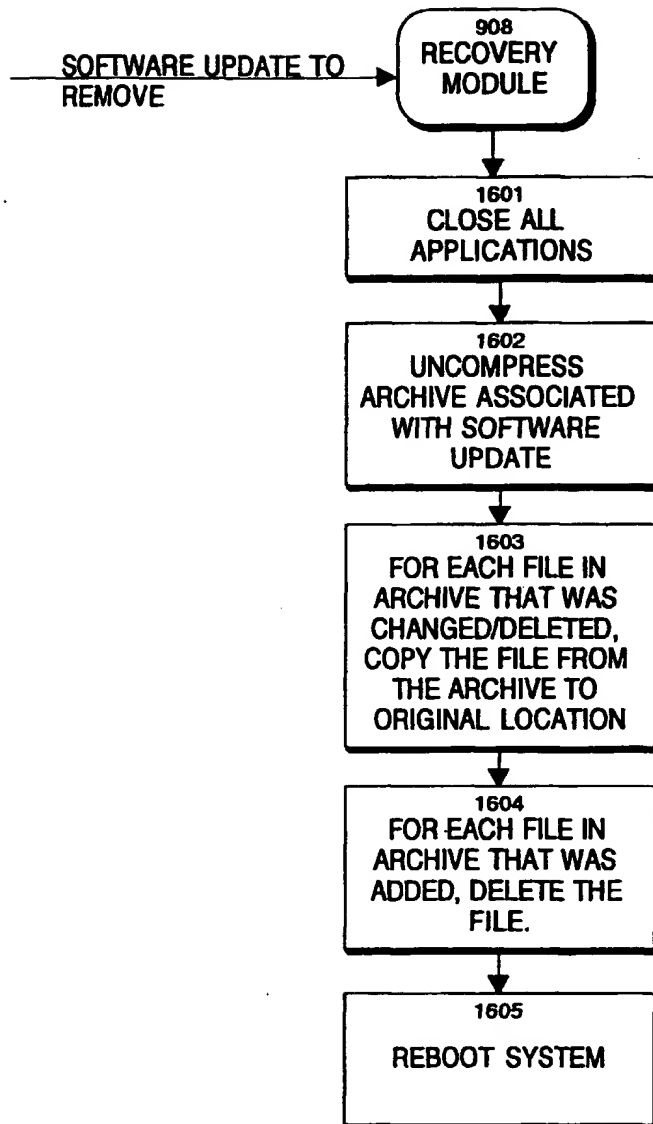 SOFTWARE UPDATE TO
REMOVE
908
RECOVERY
MODULE
1601
CLOSE ALL
APPLICATIONS
1602
UNCOMPRESS
ARCHIVE ASSOCIATED
WITH SOFTWARE
UPDATE
1603
FOR EACH FILE IN
ARCHIVE THAT WAS
CHANGED/DELETED,
COPY THE FILE FROM
THE ARCHIVE TO
ORIGINAL LOCATION
1604
FOR EACH FILE IN
ARCHIVE THAT WAS
ADDED, DELETE THE
FILE.
1605
REBOOT SYSTEM